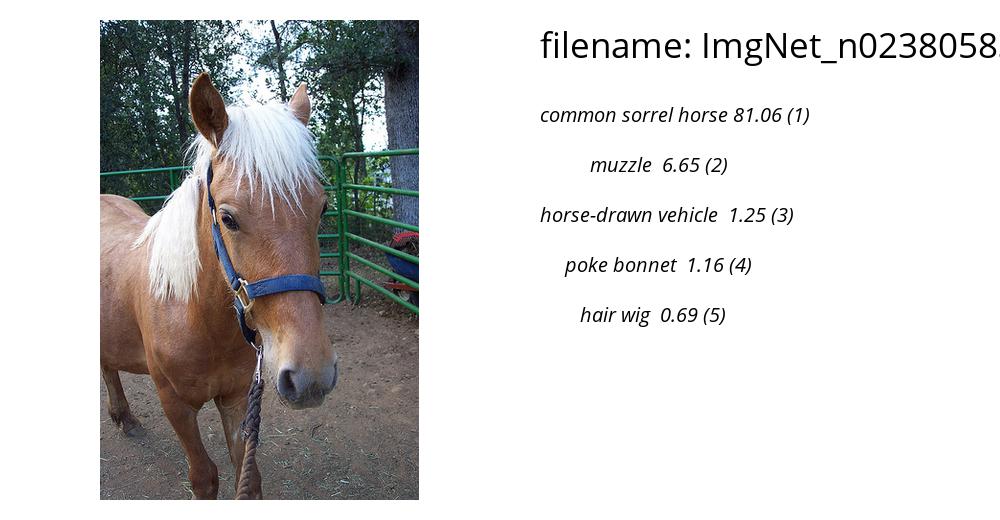 filename: ImgNet_n0238058
common sorrel horse 81.06 (1)
muzzle 6.65 (2)
horse-drawn vehicle 1.25 (3)
poke bonnet 1.16 (4)
hair wig 0.69 (5)